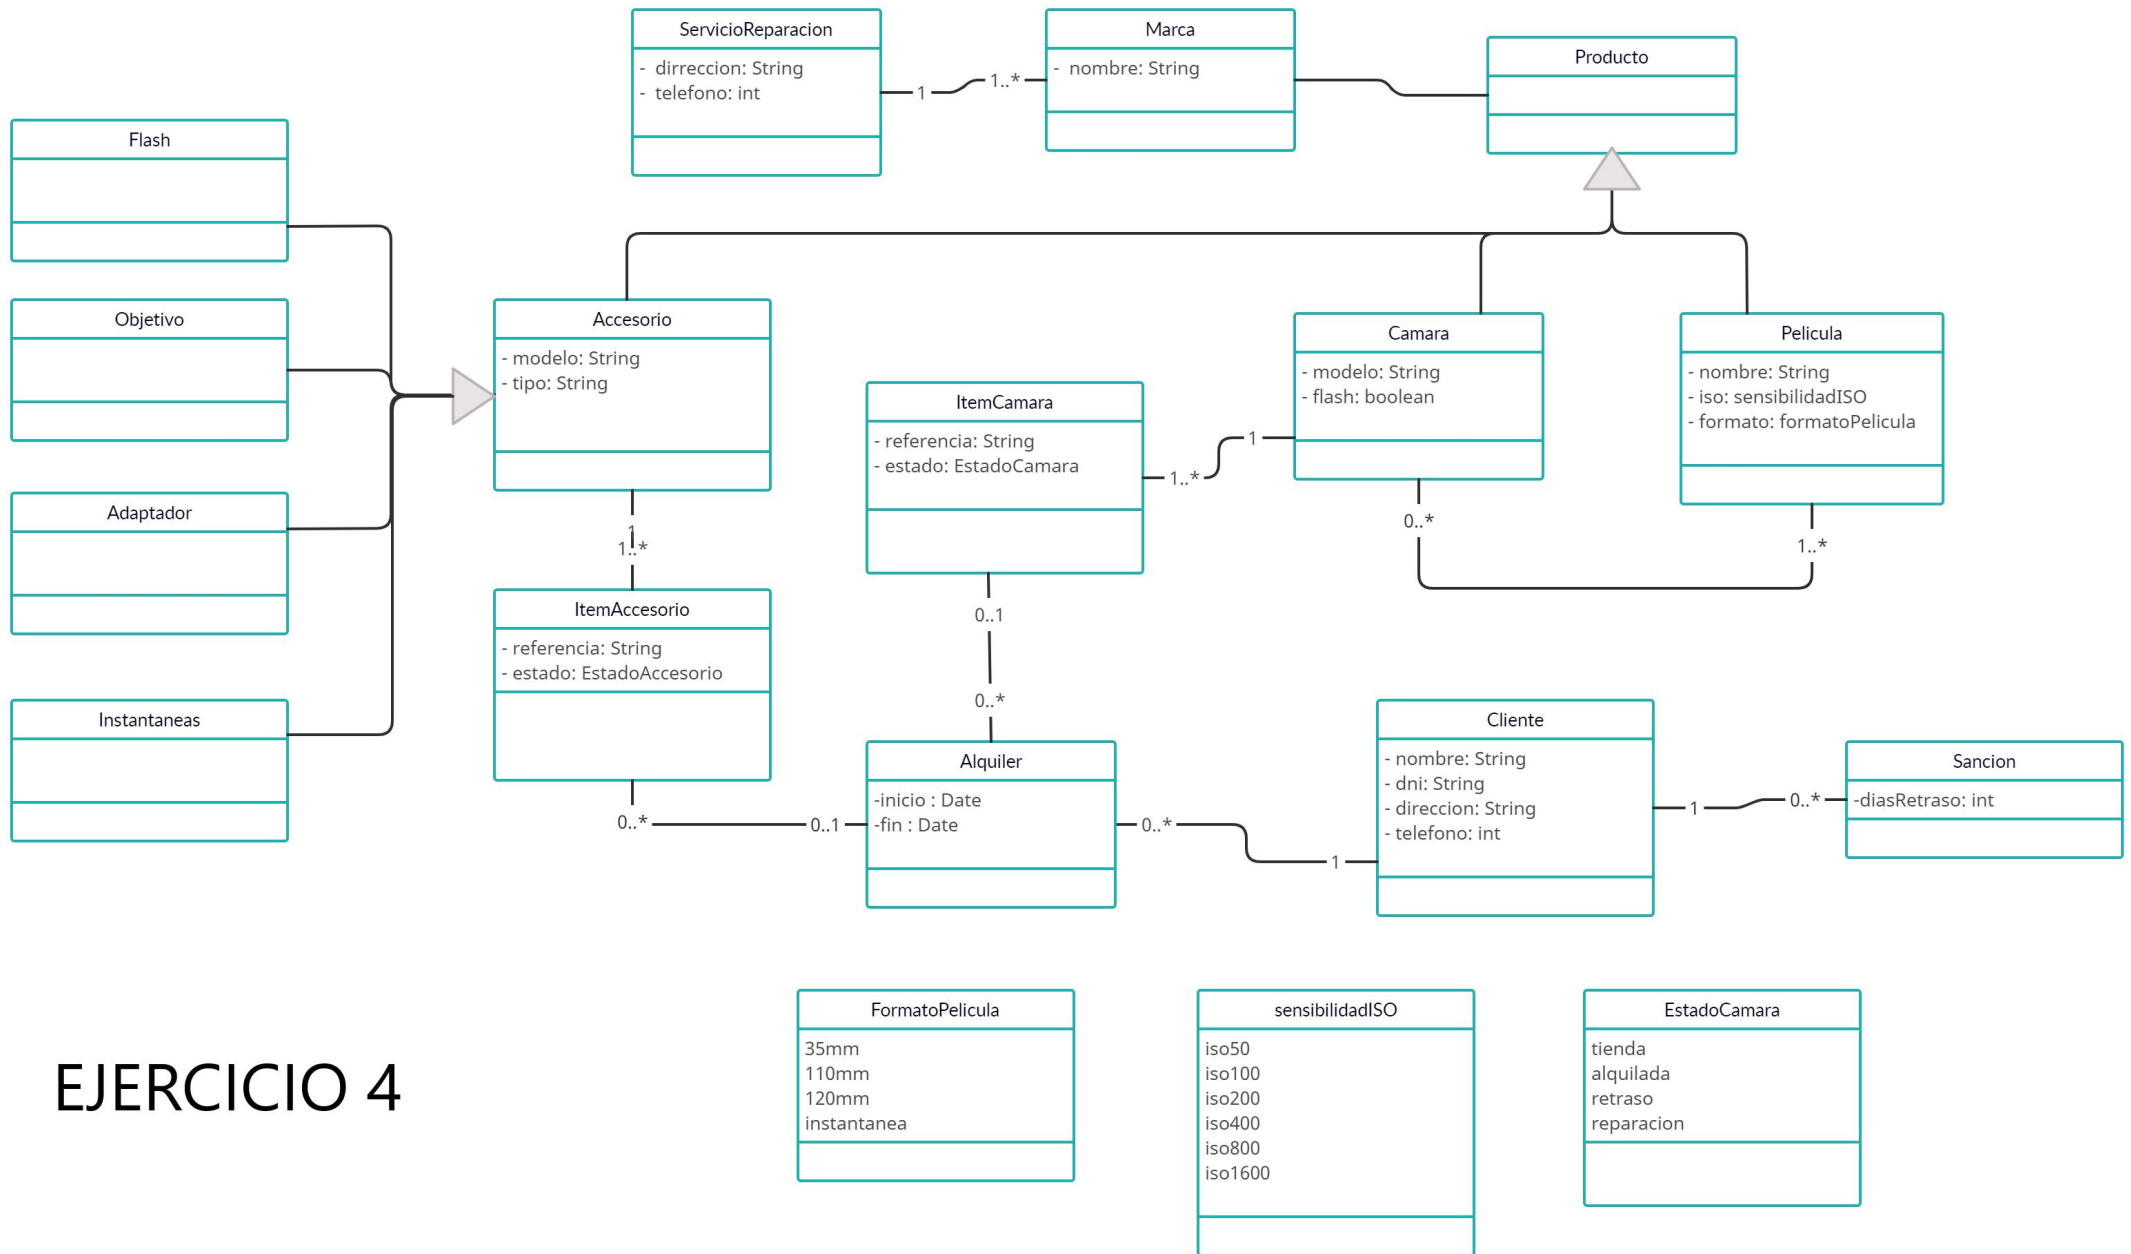 ServicioReparacion
- dirreccion: String
- telefono: int
1
1..*
Marca
- nombre: String
Producto
Flash
Objetivo
Adaptador
Instantaneas
Accesorio
- modelo: String
- tipo: String
1
1..*
ItemAccesorio
- referencia: String
- estado: EstadoAccesorio
0..*
0..1
ItemCamara
- referencia: String
- estado: EstadoCamara
1..*
1
Camara
- modelo: String
- flash: boolean
0..*
Pelicula
- nombre: String
- iso: sensibilidadISO
- formato: formatoPelicula
1..*
0..1
0..*
Alquiler
-inicio : Date
-fin : Date
0..*
1
Cliente
- nombre: String
- dni: String
- direccion: String
- telefono: int
1
0..*
Sancion
-diasRetraso: int
EJERCICIO 4
FormatoPelicula
35mm
110mm
120mm
instantanea
sensibilidadISO
iso50
iso100
iso200
iso400
iso800
iso1600
EstadoCamara
tienda
alquilada
retraso
reparacion